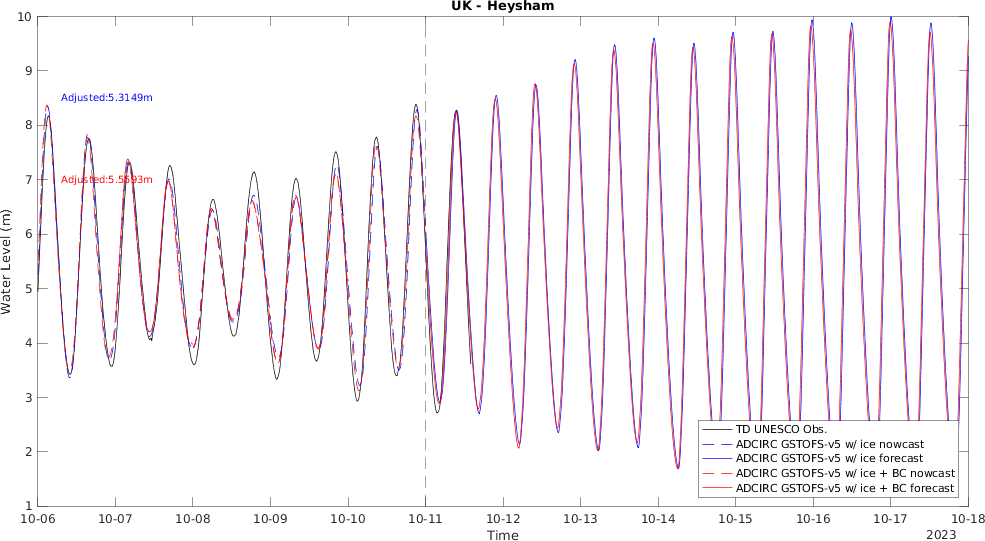 UK - Heysham
10
9
8
7
6
5
4
3
2
1
Water Level (m)
Adjusted:5.3149m
Adjusted:5.5593m
TD UNESCO Obs.
ADCIRC GSTOFS-v5 w/ ice nowcast
ADCIRC GSTOFS-v5 w/ ice forecast
ADCIRC GSTOFS-v5 w/ ice + BC nowcast
ADCIRC GSTOFS-v5 w/ ice + BC forecast
10-06 10-07 10-08 10-09 10-10 10-11 10-12 10-13 10-14 10-15 10-16 10-17 10-18
Time
2023